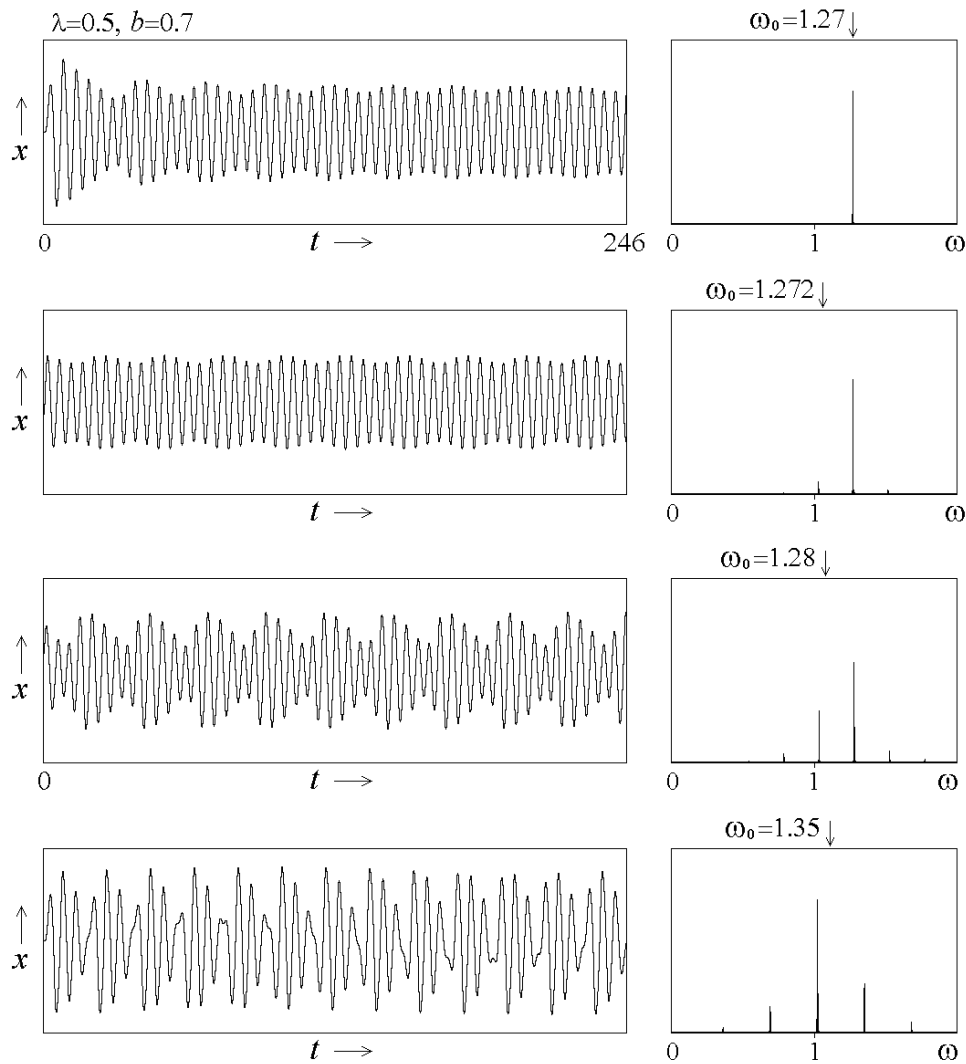 λ=0.5, b=0.7
ω₀=1.27↓
x →
0 t → 246
0 1 ω
ω₀=1.272↓
x →
t →
0 1 ω
ω₀=1.28↓
x →
0 t →
0 1 ω
ω₀=1.35↓
x →
t →
0 1 ω